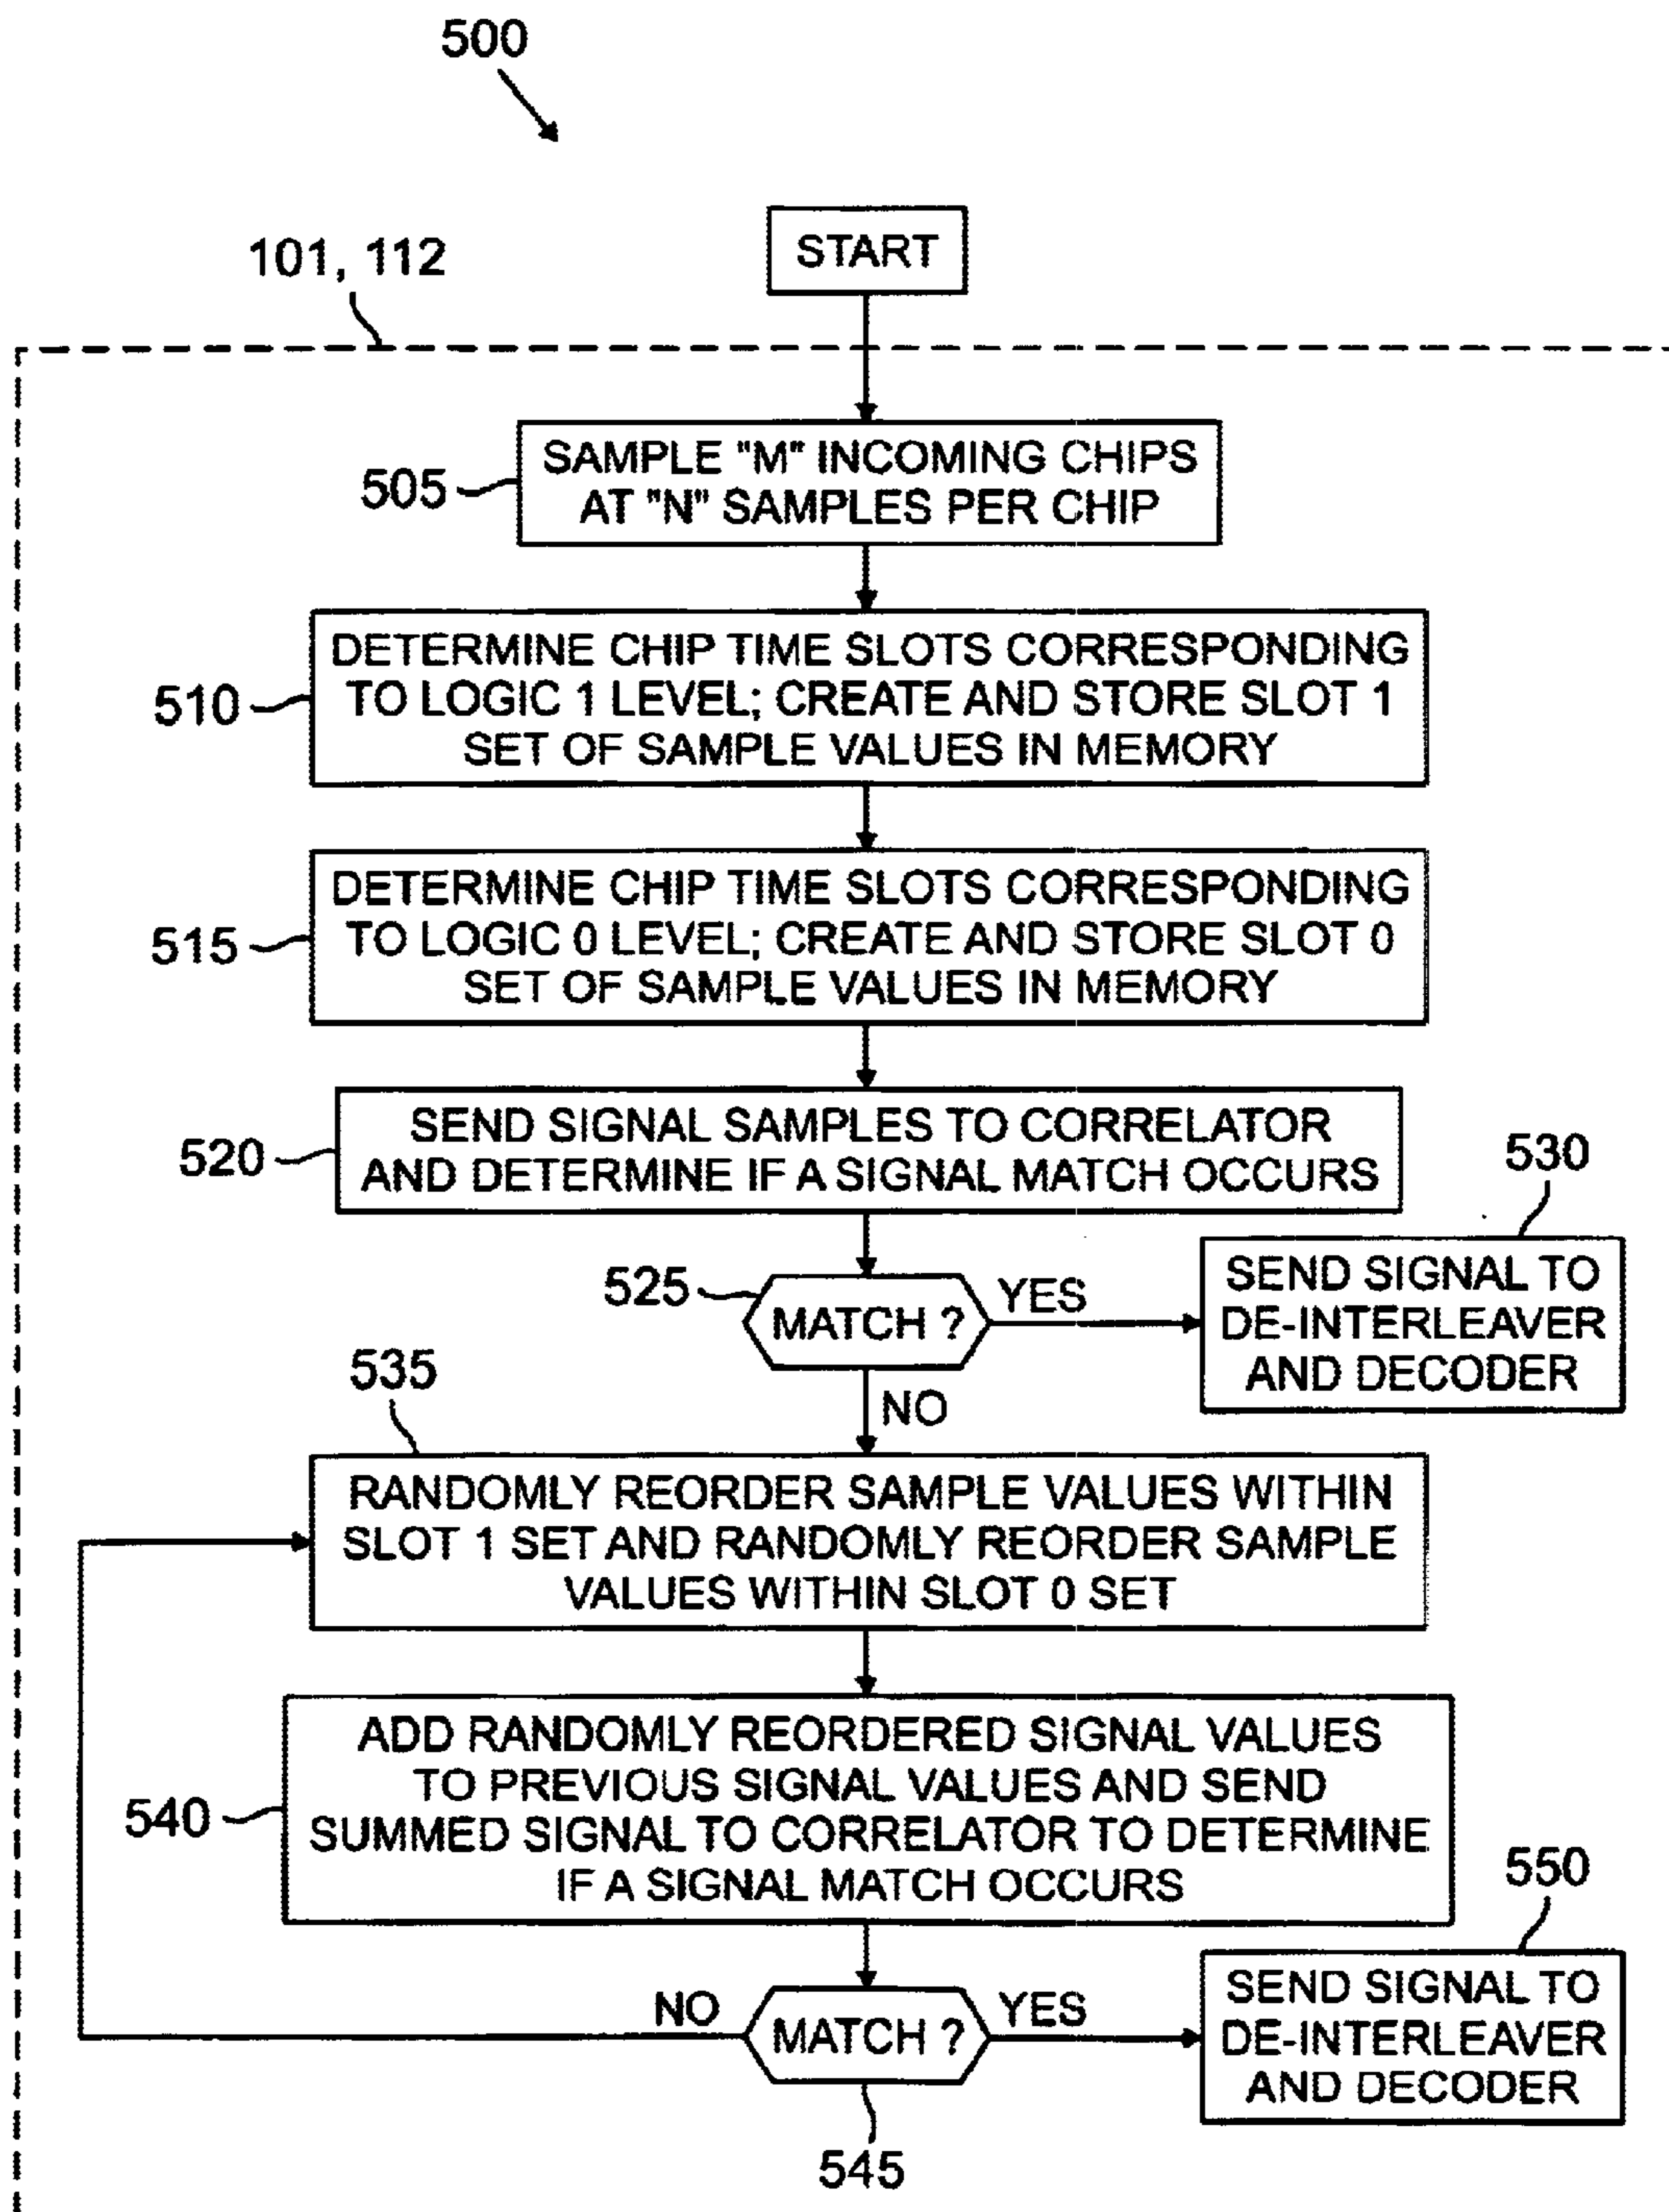 500
START
101, 112
505
SAMPLE "M" INCOMING CHIPS
AT "N" SAMPLES PER CHIP
510
DETERMINE CHIP TIME SLOTS CORRESPONDING
TO LOGIC 1 LEVEL; CREATE AND STORE SLOT 1
SET OF SAMPLE VALUES IN MEMORY
515
DETERMINE CHIP TIME SLOTS CORRESPONDING
TO LOGIC 0 LEVEL; CREATE AND STORE SLOT 0
SET OF SAMPLE VALUES IN MEMORY
520
SEND SIGNAL SAMPLES TO CORRELATOR
AND DETERMINE IF A SIGNAL MATCH OCCURS
525
MATCH ?
YES
530
SEND SIGNAL TO
DE-INTERLEAVER
AND DECODER
NO
535
RANDOMLY REORDER SAMPLE VALUES WITHIN
SLOT 1 SET AND RANDOMLY REORDER SAMPLE
VALUES WITHIN SLOT 0 SET
540
ADD RANDOMLY REORDERED SIGNAL VALUES
TO PREVIOUS SIGNAL VALUES AND SEND
SUMMED SIGNAL TO CORRELATOR TO DETERMINE
IF A SIGNAL MATCH OCCURS
NO
MATCH ?
YES
545
550
SEND SIGNAL TO
DE-INTERLEAVER
AND DECODER